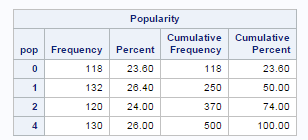 Popularity
pop Frequency Percent Cumulative Frequency Cumulative Percent
0 118 23.60 118 23.60
1 132 26.40 250 50.00
2 120 24.00 370 74.00
4 130 26.00 500 100.00